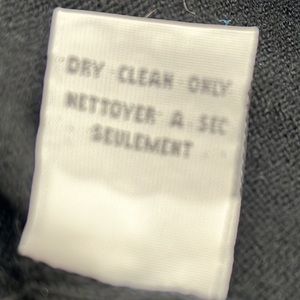 DRY CLEAN ONLY
NETTOYER A SEC
SEULEMENT